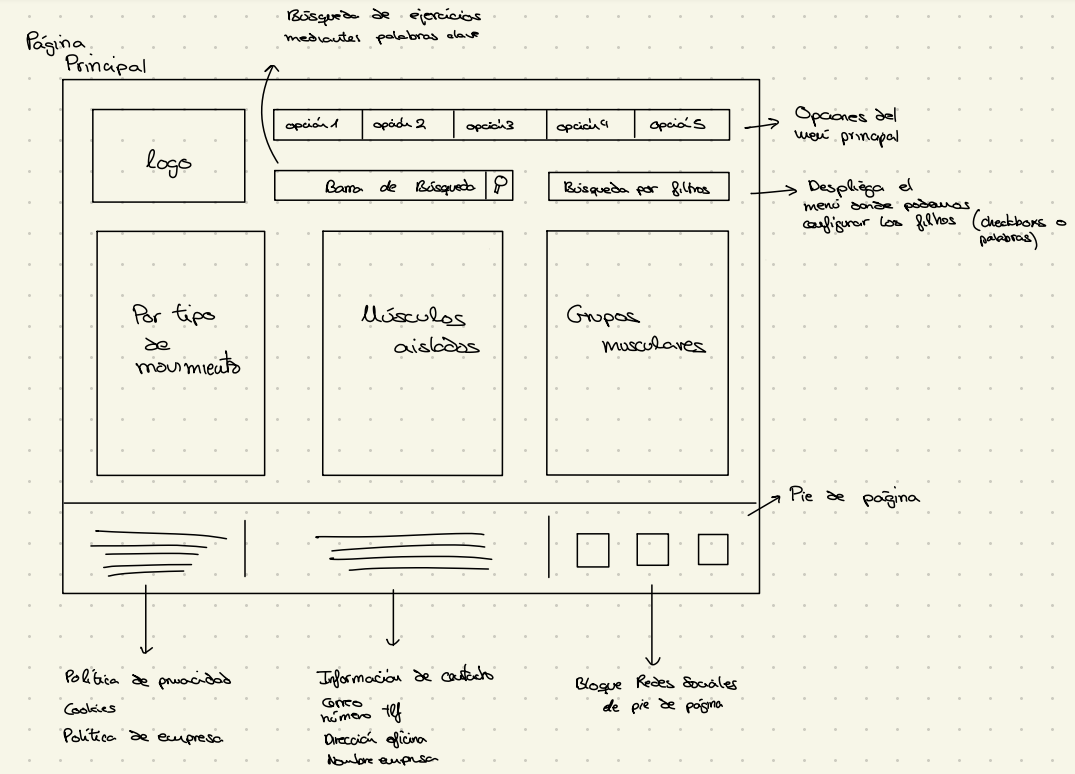 Búsqueda de ejercicios
mediantes palabras clave
Página
Principal
logo
opción 1
opción 2
opción 3
opción 4
opción 5
Opciones del
menú principal
Barra de Búsqueda
Búsqueda por filtros
Despliega el
menú donde podemos
configurar los filtros (checkboxs o
palabras)
Por tipo
de
movimiento
Músculos
aislados
Grupos
musculares
Pie de página
Política de privacidad
Cookies
Política de empresa
Información de contacto
Correo
número tlf
Dirección oficina
Nombre empresa
Bloque Redes Sociales
de pie de página